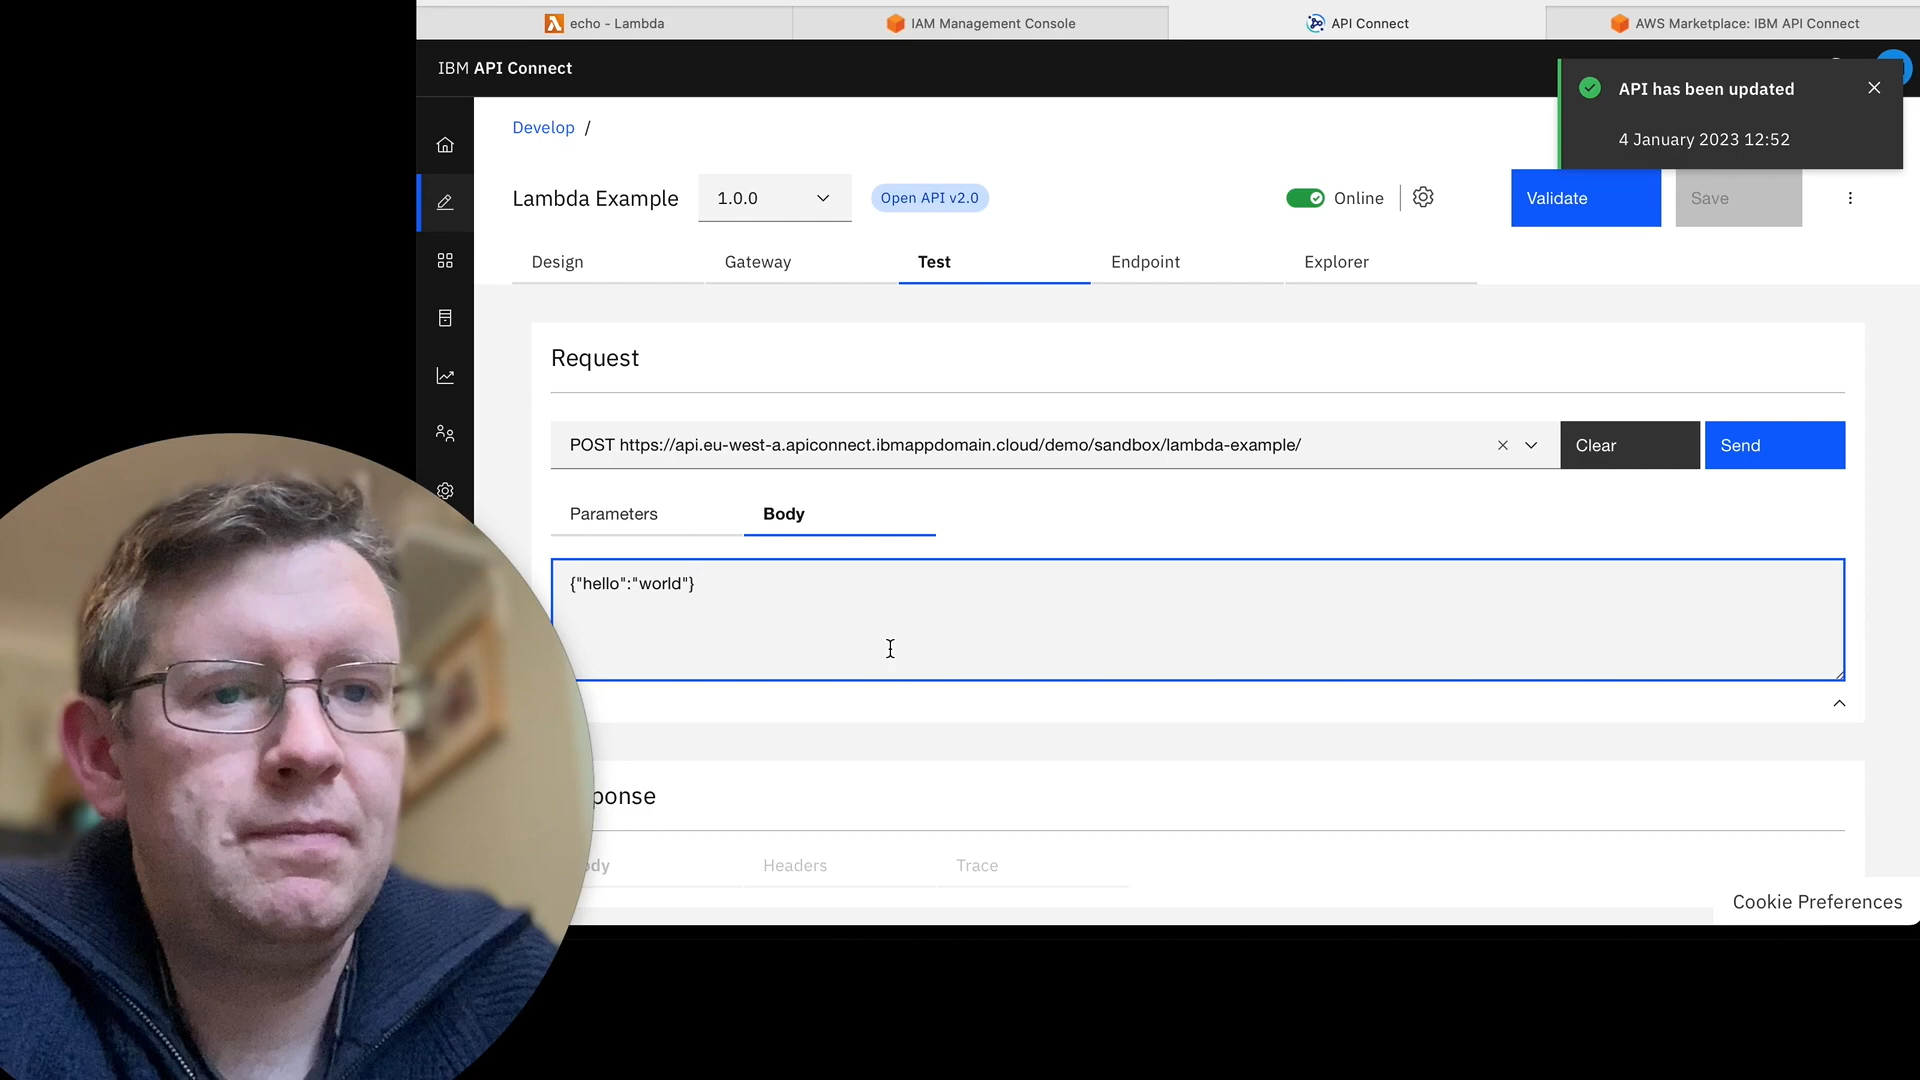 echo - Lambda
IAM Management Console
API Connect
AWS Marketplace: IBM API Connect
IBM API Connect
API has been updated
4 January 2023 12:52
Develop /
Lambda Example
1.0.0
Open API v2.0
Online
Validate
Save
Design
Gateway
Test
Endpoint
Explorer
Request
POST https://api.eu-west-a.apiconnect.ibmappdomain.cloud/demo/sandbox/lambda-example/
Clear
Send
Parameters
Body
{"hello":"world"}
ponse
dy
Headers
Trace
Cookie Preferences